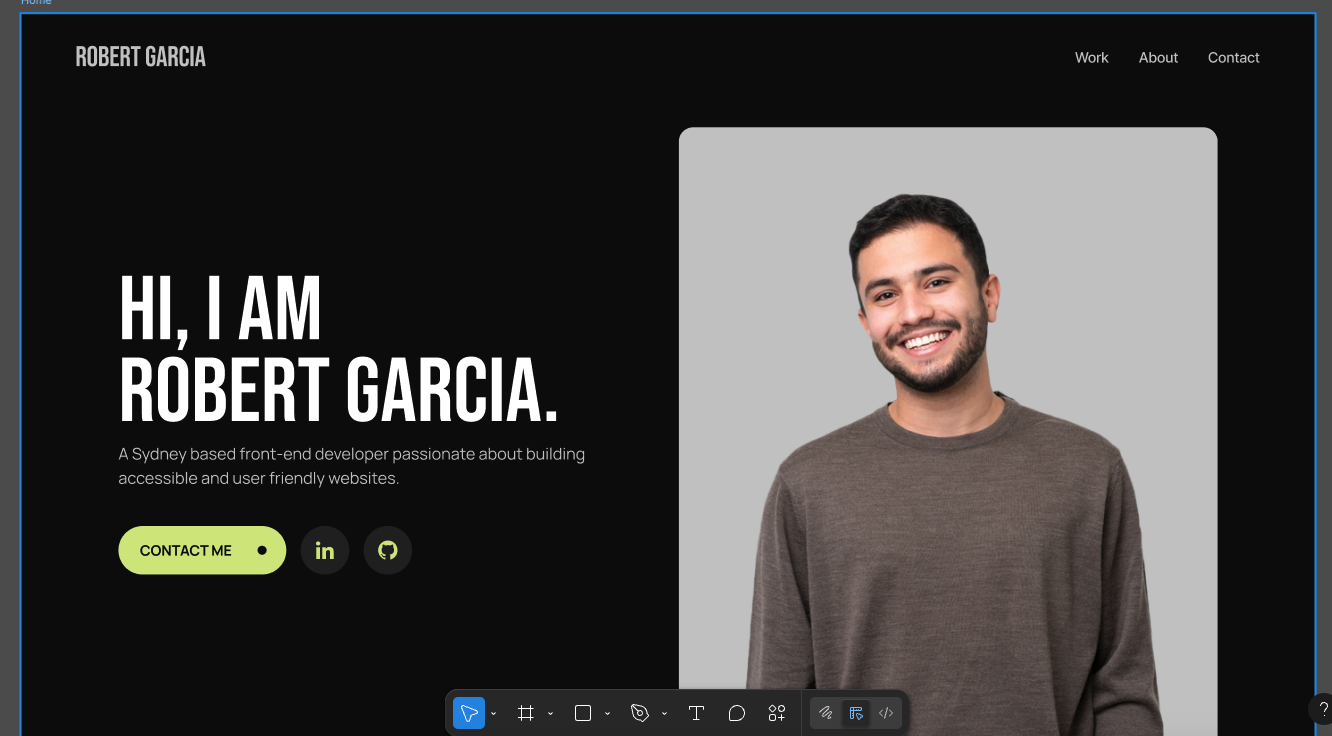 Home
ROBERT GARCIA
Work
About
Contact
HI, I AM
ROBERT GARCIA.
A Sydney based front-end developer passionate about building
accessible and user friendly websites.
CONTACT ME
in
T
</>
?